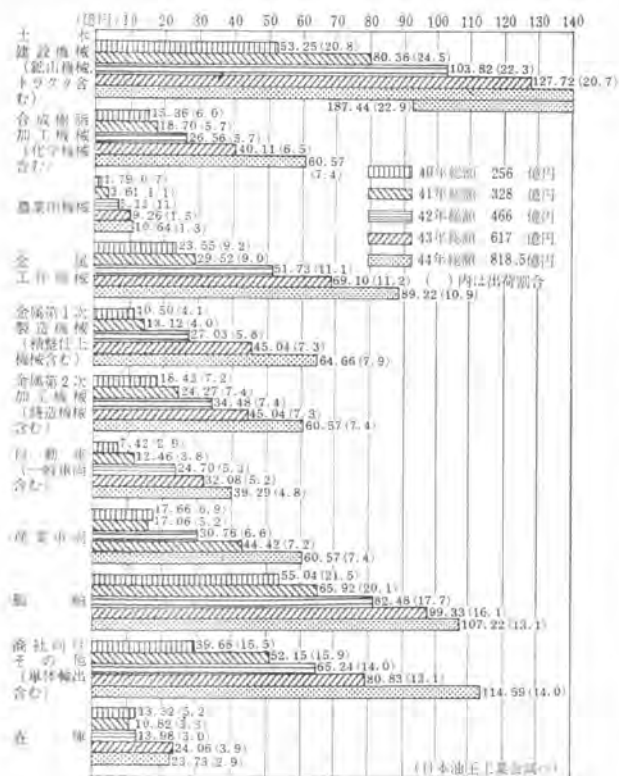 (億円) 10 20 30 40 50 60 70 80 90 100 110 120 130 140
土木
建設機械
(鉱山機械
トラクタ含
む)
53.25(20.8)
80.36(24.5)
103.82(22.3)
127.72(20.7)
187.44(22.9)
合成樹脂
加工機械
(化学機械
含む)
15.36(6.0)
18.70(5.7)
26.56(5.7)
40.11(6.5)
60.57
(7.4)
農業用機械
1.79(0.7)
3.61(1.1)
9.26(1.5)
10.64(1.3)
40年総額 256 億円
41年総額 328 億円
42年総額 466 億円
43年総額 617 億円
44年総額 818.5億円
( )内は出荷割合
金属
工作機械
23.55(9.2)
29.52(9.0)
51.73(11.1)
69.10(11.2)
89.22(10.9)
金属第1次
製造機械
機械含む)
10.50(4.1)
13.12(4.0)
27.03(5.8)
45.04(7.3)
64.66(7.9)
金属第2次
加工機械
(鋳造機械
含む)
18.43(7.2)
24.27(7.4)
34.48(7.4)
45.04(7.3)
60.57(7.4)
自動車
(一般車両
含む)
7.42(2.9)
12.46(3.8)
24.70(5.3)
32.08(5.2)
39.29(4.8)
産業車両
17.66(6.9)
17.06(5.2)
30.76(6.6)
44.42(7.2)
60.57(7.4)
船舶
55.04(21.5)
65.92(20.1)
82.48(17.7)
99.33(16.1)
107.22(13.1)
商社向け
その他
(単体輸出
含む)
39.68(15.5)
52.15(15.9)
65.24(14.0)
80.83(13.1)
114.59(14.0)
在庫
13.32(5.2)
10.82(3.3)
13.98(3.0)
24.06(3.9)
23.73(2.9)